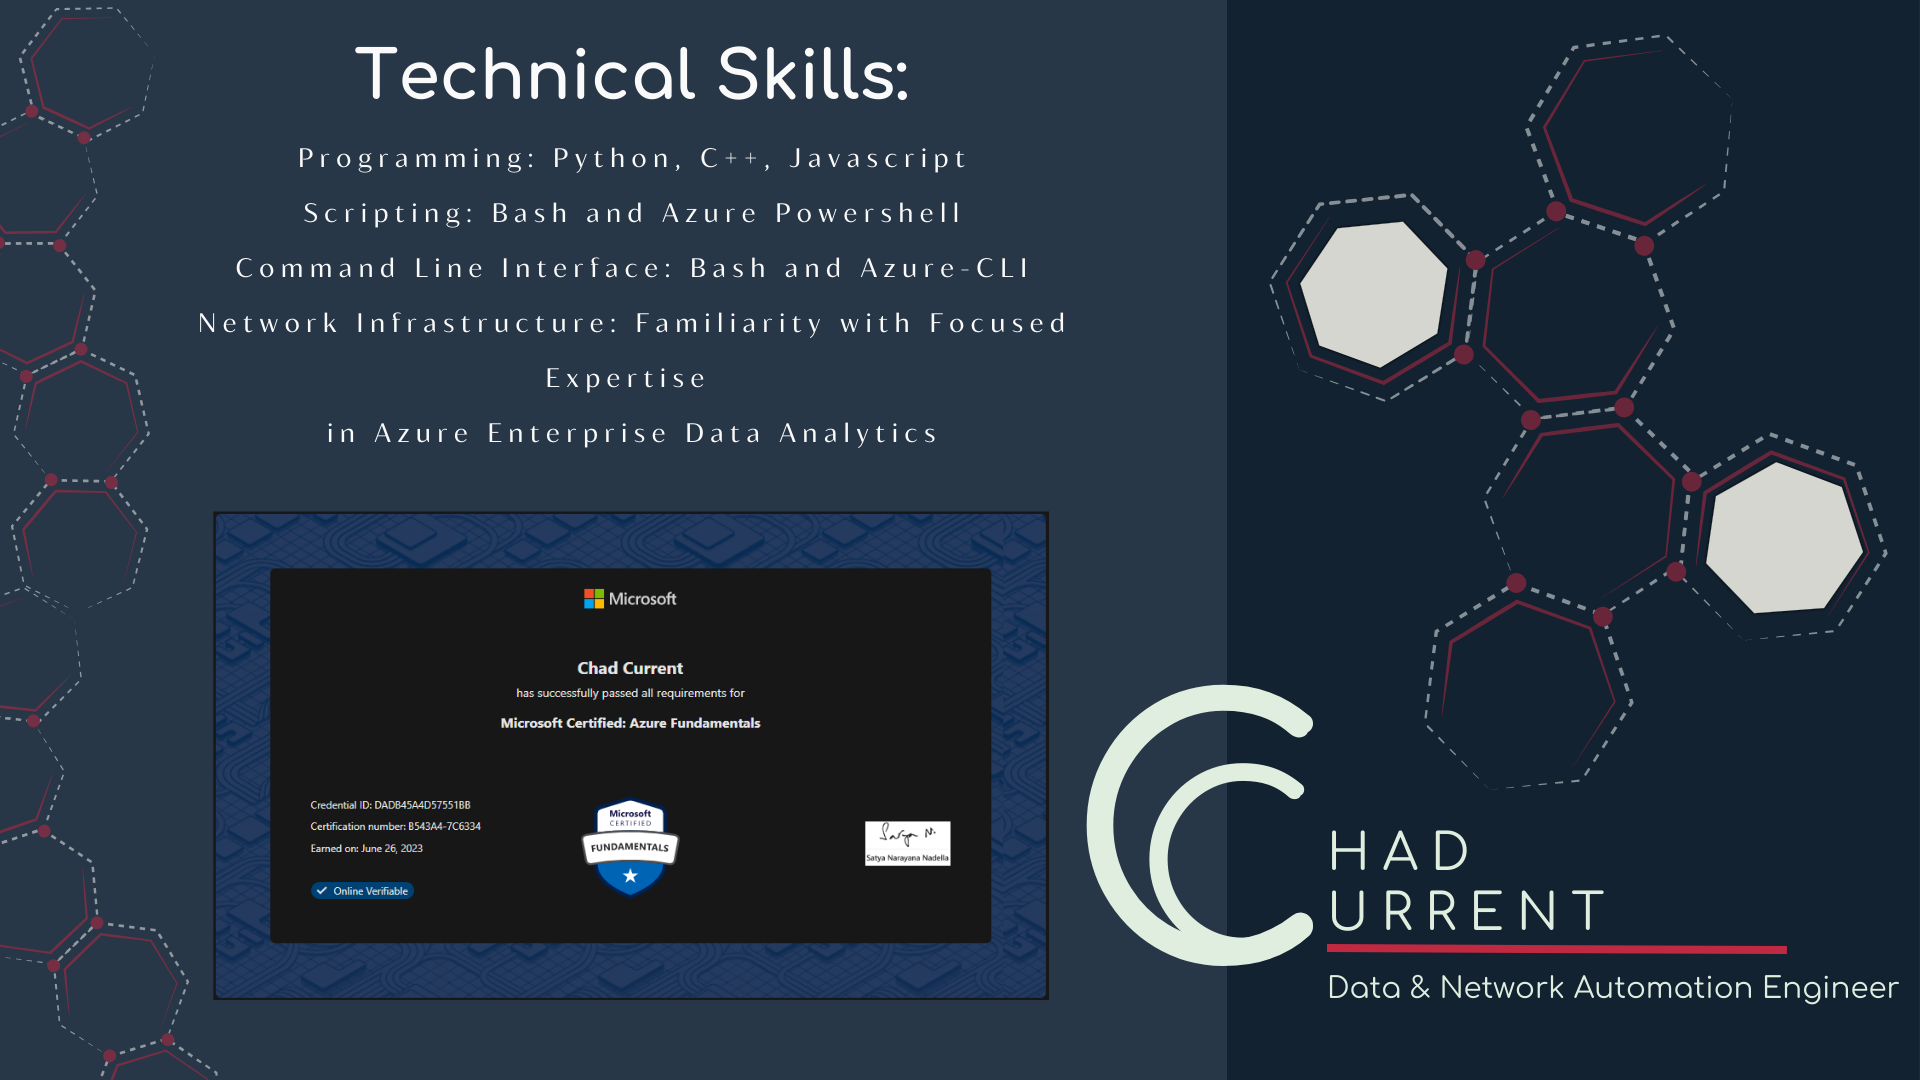 Technical Skills:
Programming: Python, C++, Javascript
Scripting: Bash and Azure Powershell
Command Line Interface: Bash and Azure-CLI
Network Infrastructure: Familiarity with Focused
Expertise
in Azure Enterprise Data Analytics
Microsoft
Chad Current
has successfully passed all requirements for
Microsoft Certified: Azure Fundamentals
Credential ID: DADB45A4D57551BB
Certification number: B543A4-7C6334
Earned on: June 26, 2023
Online Verifiable
Microsoft
CERTIFIED
FUNDAMENTALS
Satya N.
Satya Narayana Nadella
CHAD
CURRENT
Data & Network Automation Engineer